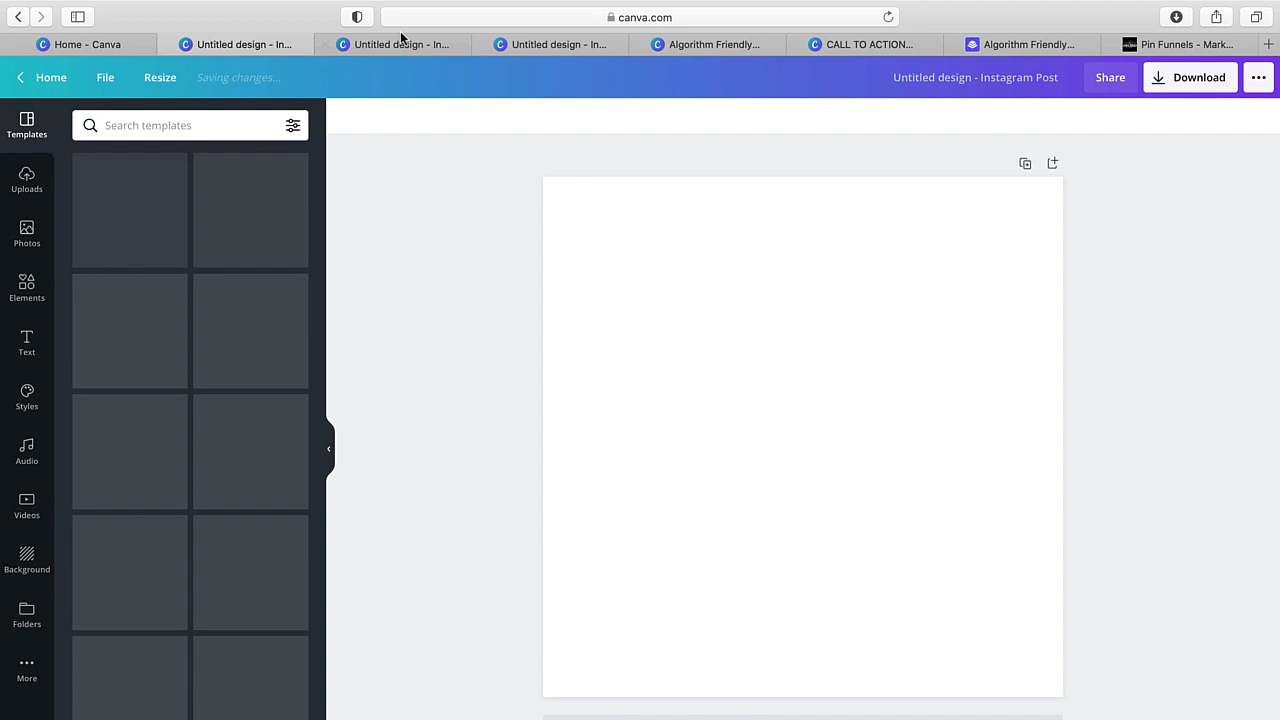 canva.com
Home - Canva
Untitled design - In...
Untitled design - In...
Untitled design - In...
Algorithm Friendly...
CALL TO ACTION...
Algorithm Friendly...
Pin Funnels - Mark...
Home
File
Resize
Saving changes...
Untitled design - Instagram Post
Share
Download
Templates
Search templates
Uploads
Photos
Elements
Text
Styles
Audio
Videos
Background
Folders
More